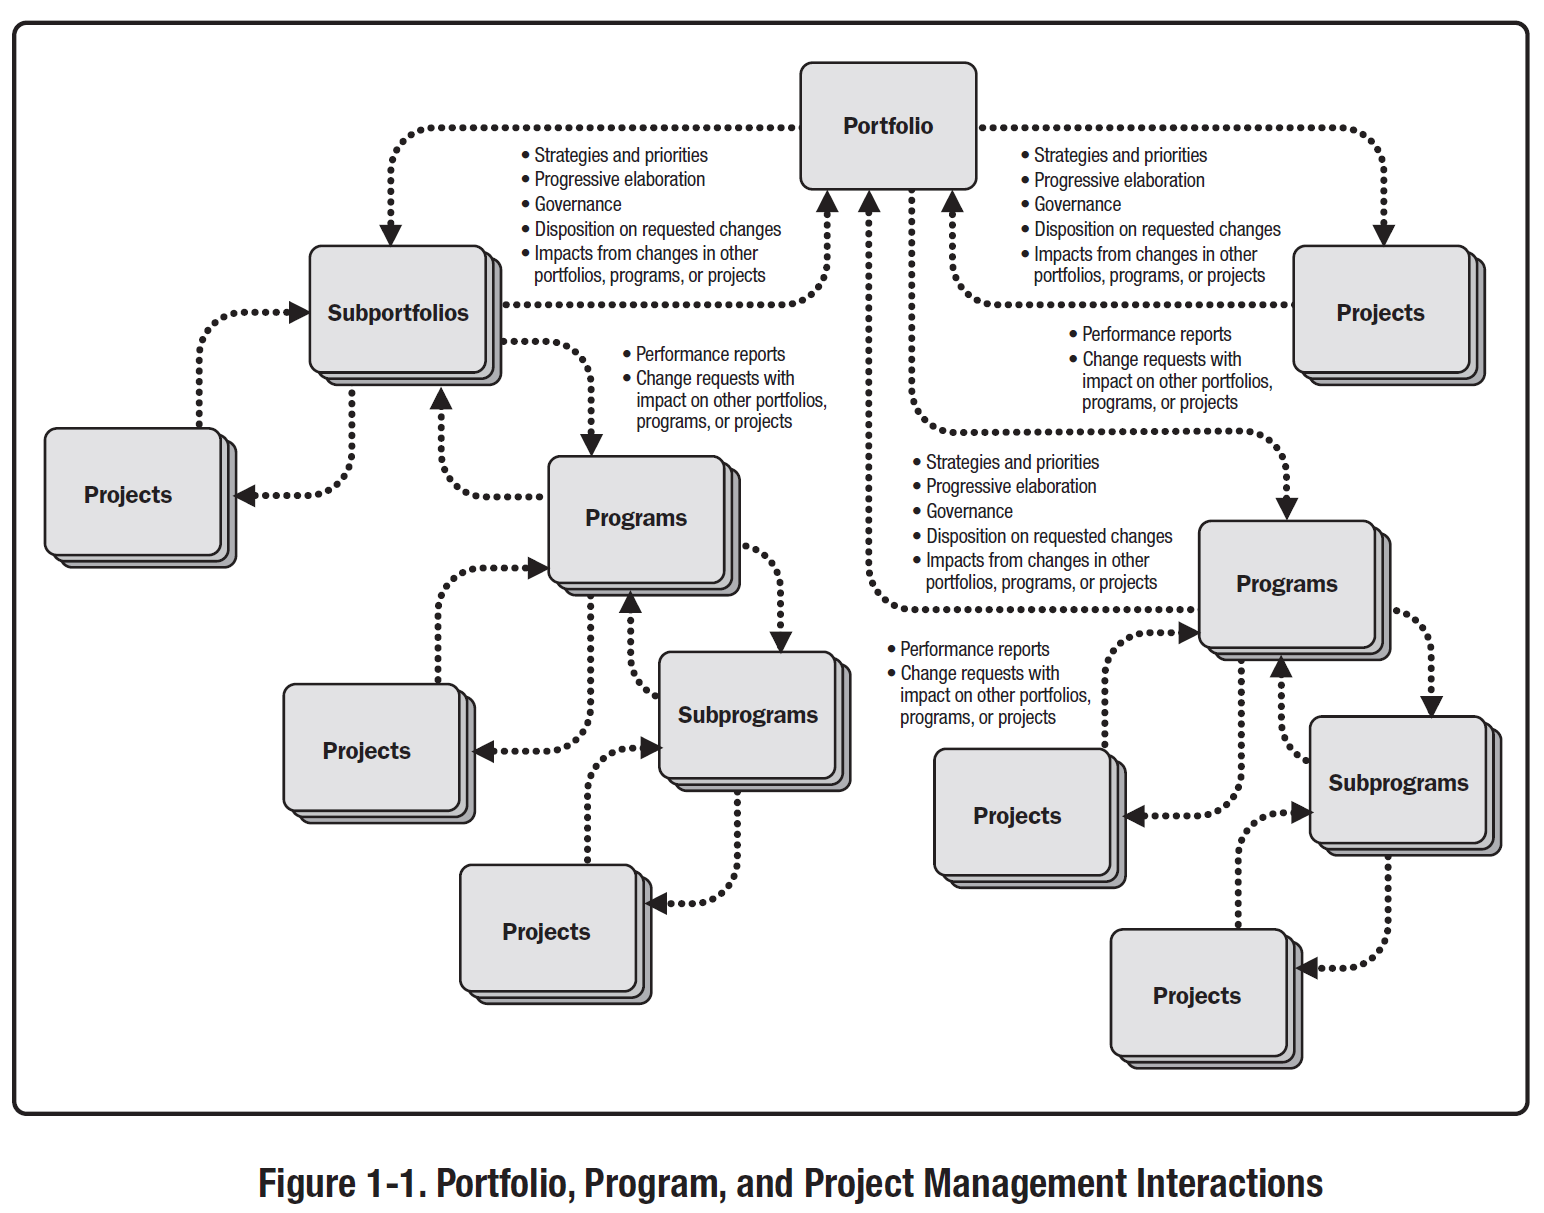 Portfolio
• Strategies and priorities
• Progressive elaboration
• Governance
• Disposition on requested changes
• Impacts from changes in other
portfolios, programs, or projects
• Strategies and priorities
• Progressive elaboration
• Governance
• Disposition on requested changes
• Impacts from changes in other
portfolios, programs, or projects
Subportfolios
Projects
• Performance reports
• Change requests with
impact on other portfolios,
programs, or projects
• Performance reports
• Change requests with
impact on other portfolios,
programs, or projects
Projects
Programs
• Strategies and priorities
• Progressive elaboration
• Governance
• Disposition on requested changes
• Impacts from changes in other
portfolios, programs, or projects
Programs
• Performance reports
• Change requests with
impact on other portfolios,
programs, or projects
Projects
Subprograms
Projects
Subprograms
Projects
Projects
Figure 1-1. Portfolio, Program, and Project Management Interactions